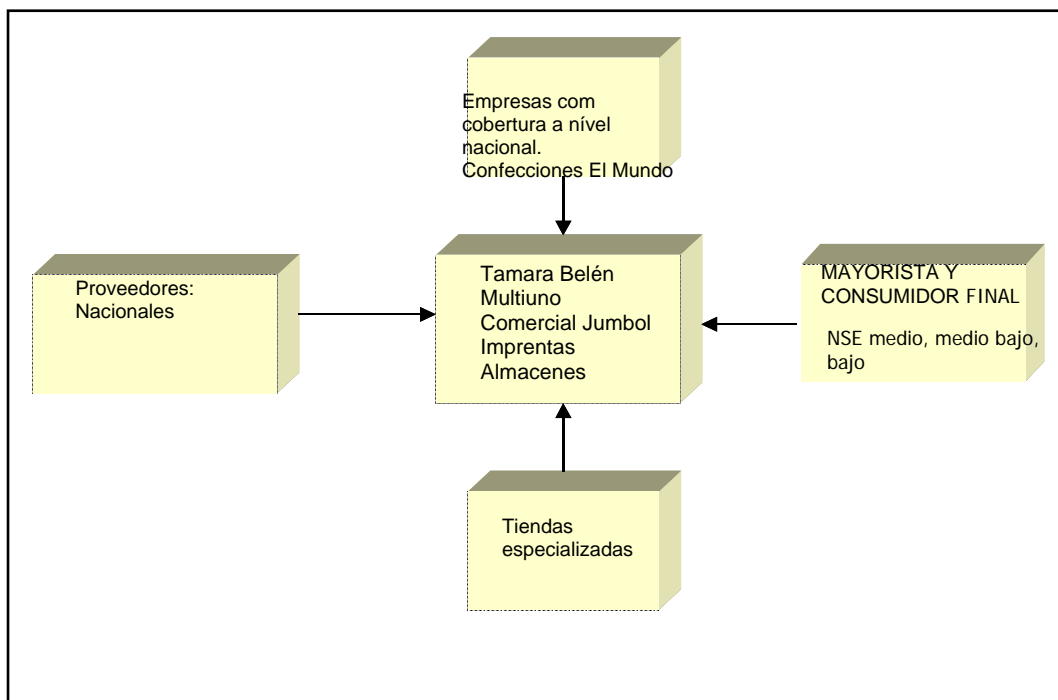 Empresas com
cobertura a nível
nacional.
Confecciones El Mundo
Proveedores:
Nacionales
Tamara Belén
Multiuno
Comercial Jumbol
Imprentas
Almacenes
MAYORISTA Y
CONSUMIDOR FINAL
NSE medio, medio bajo,
bajo
Tiendas
especializadas